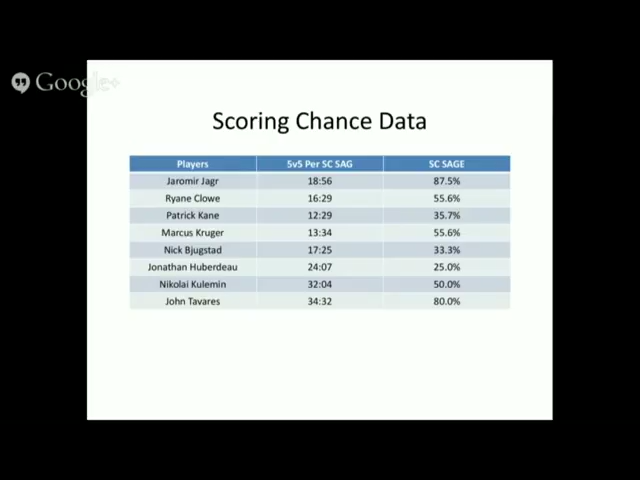 Google+
Scoring Chance Data
Players 5v5 Per SC SAG SC SAGE
Jaromir Jagr 18:56 87.5%
Ryane Clowe 16:29 55.6%
Patrick Kane 12:29 35.7%
Marcus Kruger 13:34 55.6%
Nick Bjugstad 17:25 33.3%
Jonathan Huberdeau 24:07 25.0%
Nikolai Kulemin 32:04 50.0%
John Tavares 34:32 80.0%